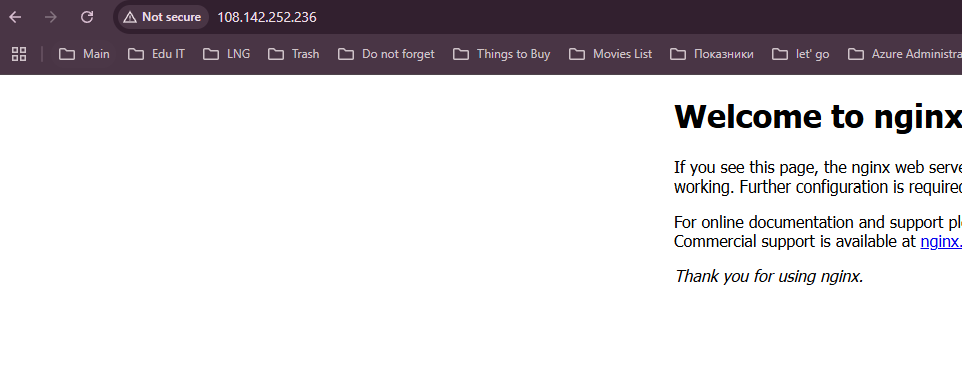 Not secure 108.142.252.236
Main Edu IT LNG Trash Do not forget Things to Buy Movies List Показники let' go Azure Administra
Welcome to nginx
If you see this page, the nginx web serve
working. Further configuration is required
For online documentation and support ple
Commercial support is available at nginx.
Thank you for using nginx.